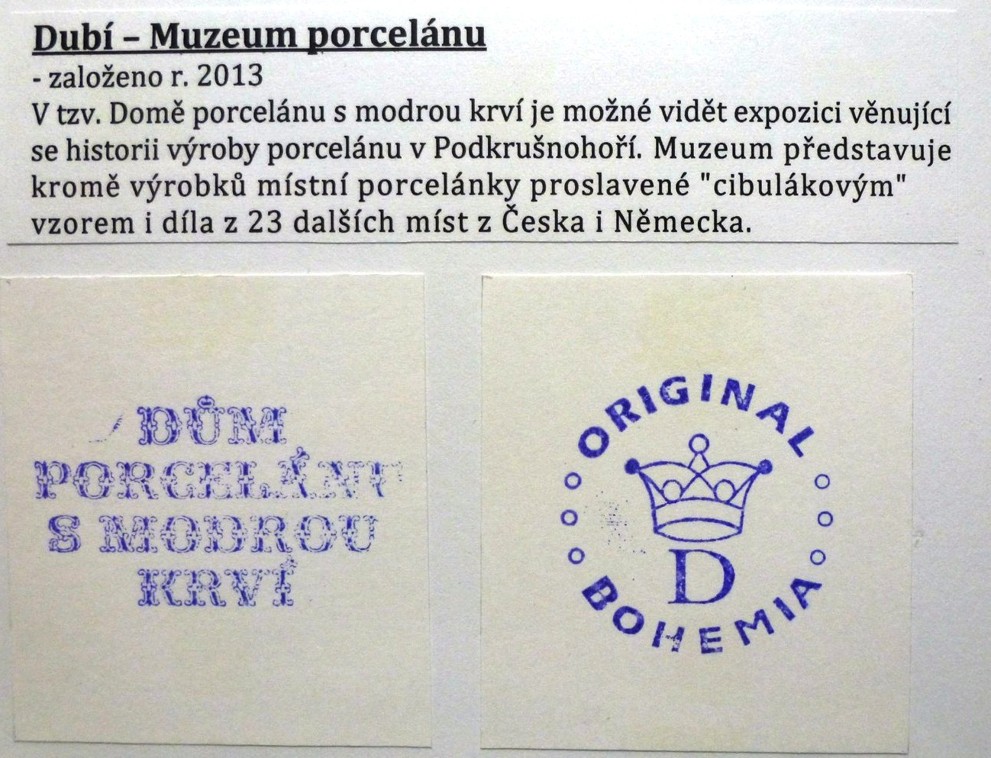 Dubí – Muzeum porcelánu
- založeno r. 2013
V tzv. Domě porcelánu s modrou krví je možné vidět expozici věnující
se historii výroby porcelánu v Podkrušnohoří. Muzeum představuje
kromě výrobků místní porcelánky proslavené "cibulákovým"
vzorem i díla z 23 dalších míst z Česka i Německa.
DŮM
PORCELÁNU
S MODROU
KRVÍ
ORIGINAL
D
BOHEMIA